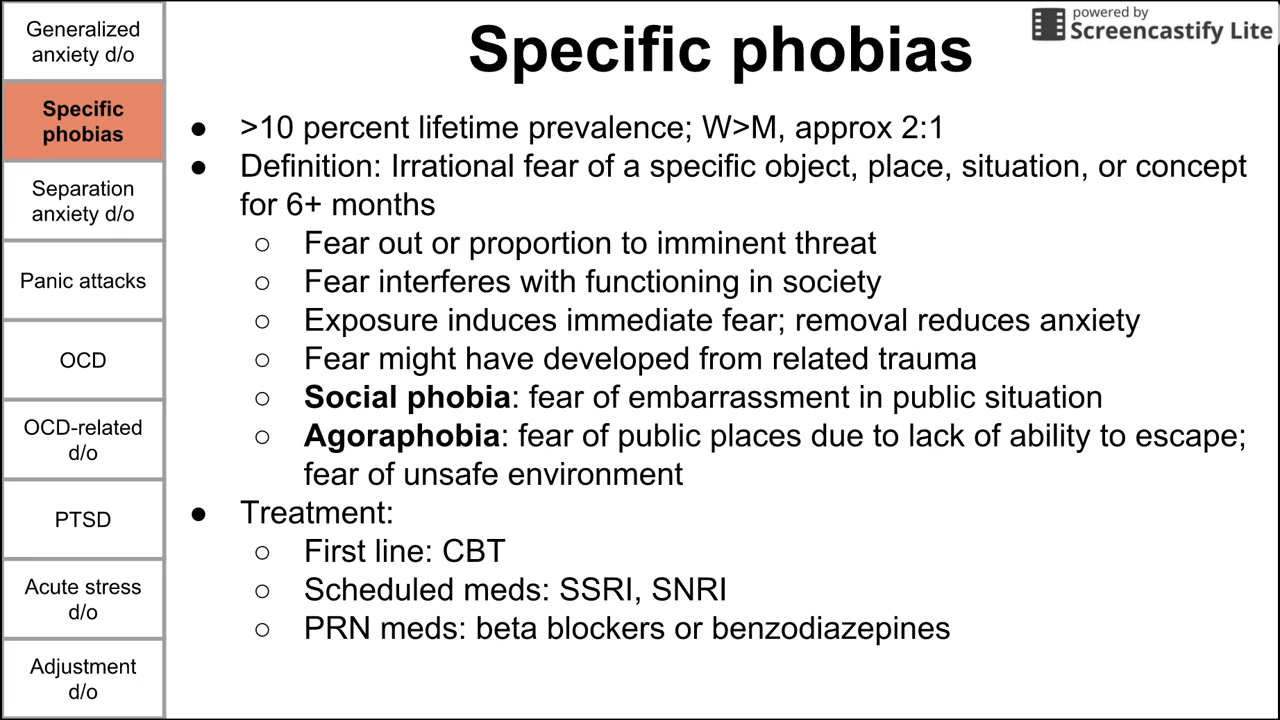 Generalized
anxiety d/o
Specific
phobias
Separation
anxiety d/o
Panic attacks
OCD
OCD-related
d/o
PTSD
Acute stress
d/o
Adjustment
d/o
Specific phobias
powered by
Screencastify Lite
● >10 percent lifetime prevalence; W>M, approx 2:1
● Definition: Irrational fear of a specific object, place, situation, or concept
for 6+ months
○ Fear out or proportion to imminent threat
○ Fear interferes with functioning in society
○ Exposure induces immediate fear; removal reduces anxiety
○ Fear might have developed from related trauma
○ Social phobia: fear of embarrassment in public situation
○ Agoraphobia: fear of public places due to lack of ability to escape;
fear of unsafe environment
● Treatment:
○ First line: CBT
○ Scheduled meds: SSRI, SNRI
○ PRN meds: beta blockers or benzodiazepines